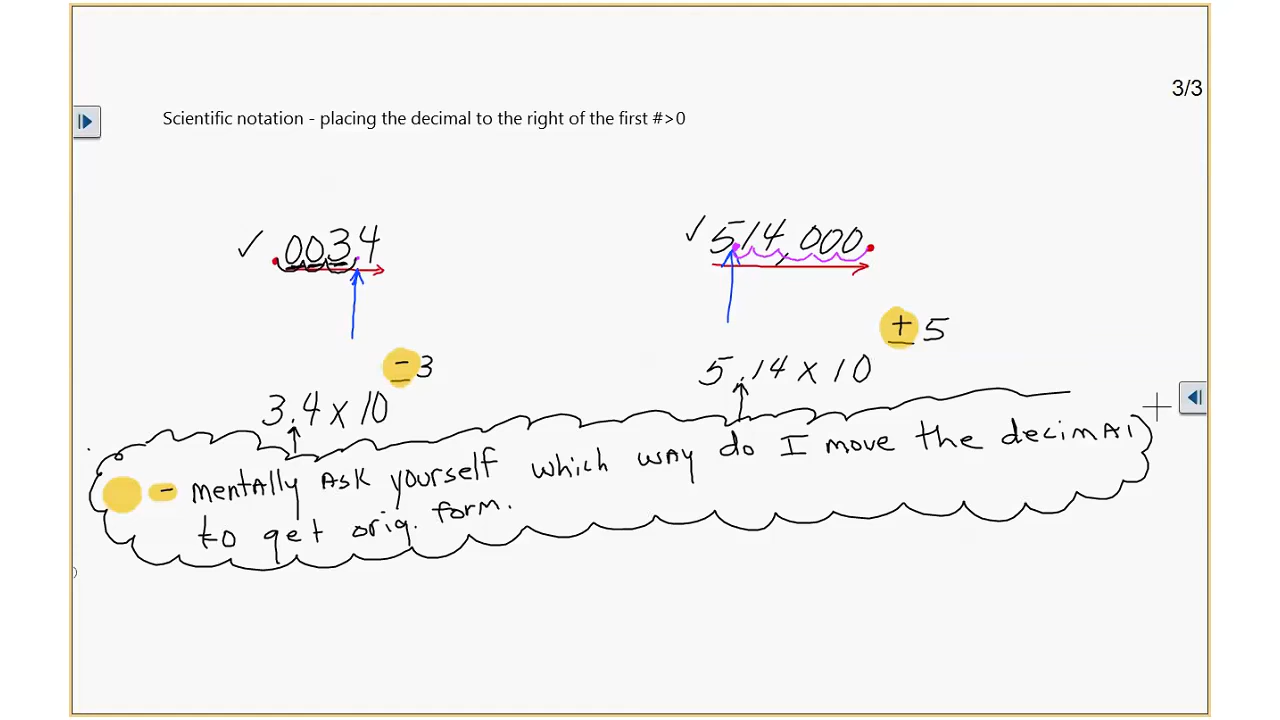 3/3
Scientific notation - placing the decimal to the right of the first #>0
✓ .0034
✓ 514,000.
3.4 x 10 -3
5.14 x 10 +5
- mentAlly Ask yourself which wAy do I move the decimAl
to get orig. form.